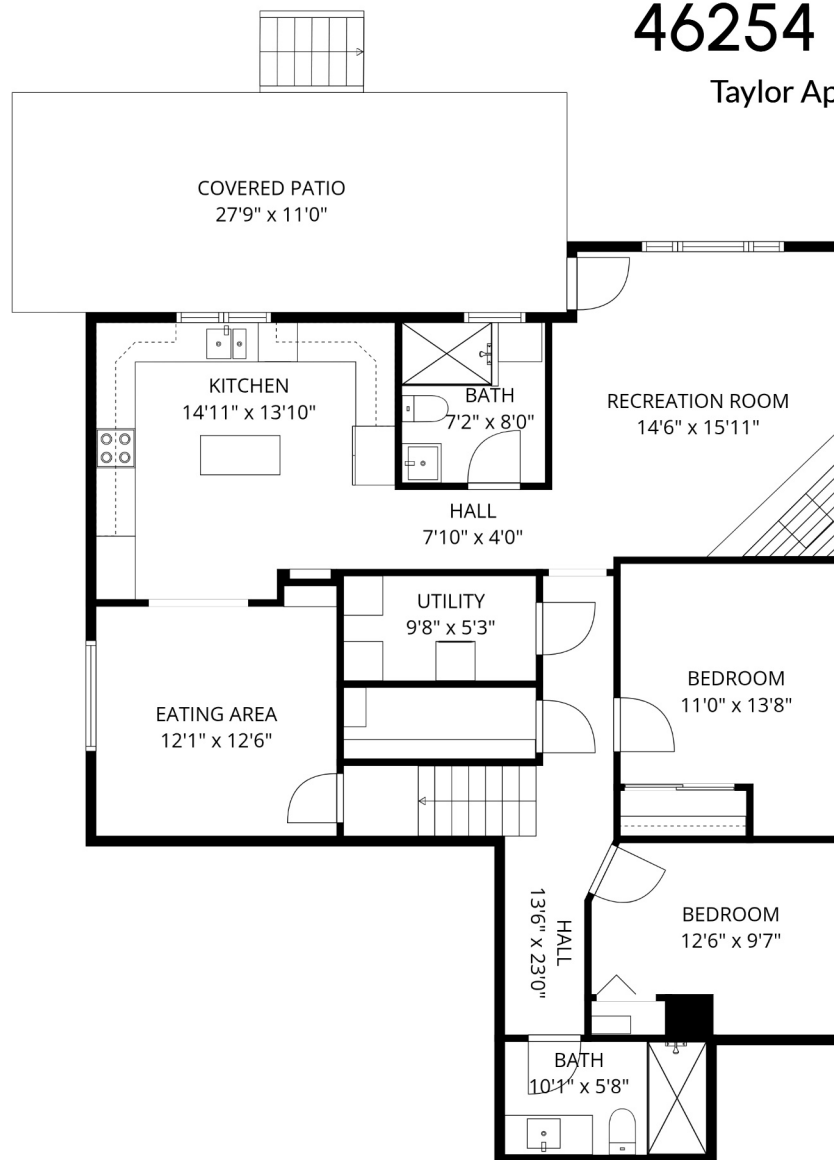 46254
Taylor Ap
COVERED PATIO
27'9" x 11'0"
KITCHEN
14'11" x 13'10"
BATH
7'2" x 8'0"
RECREATION ROOM
14'6" x 15'11"
HALL
7'10" x 4'0"
UTILITY
9'8" x 5'3"
BEDROOM
11'0" x 13'8"
EATING AREA
12'1" x 12'6"
HALL
13'6" x 23'0"
BEDROOM
12'6" x 9'7"
BATH
10'1" x 5'8"